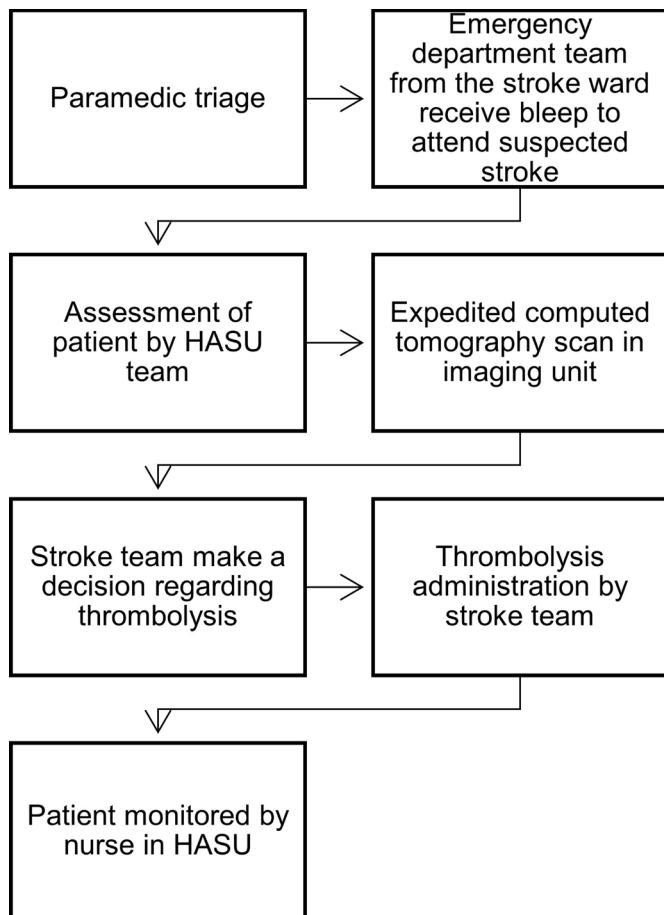 Paramedic triage
Emergency
department team
from the stroke ward
receive bleep to
attend suspected
stroke
Assessment of
patient by HASU
team
Expedited computed
tomography scan in
imaging unit
Stroke team make a
decision regarding
thrombolysis
Thrombolysis
administration by
stroke team
Patient monitored by
nurse in HASU